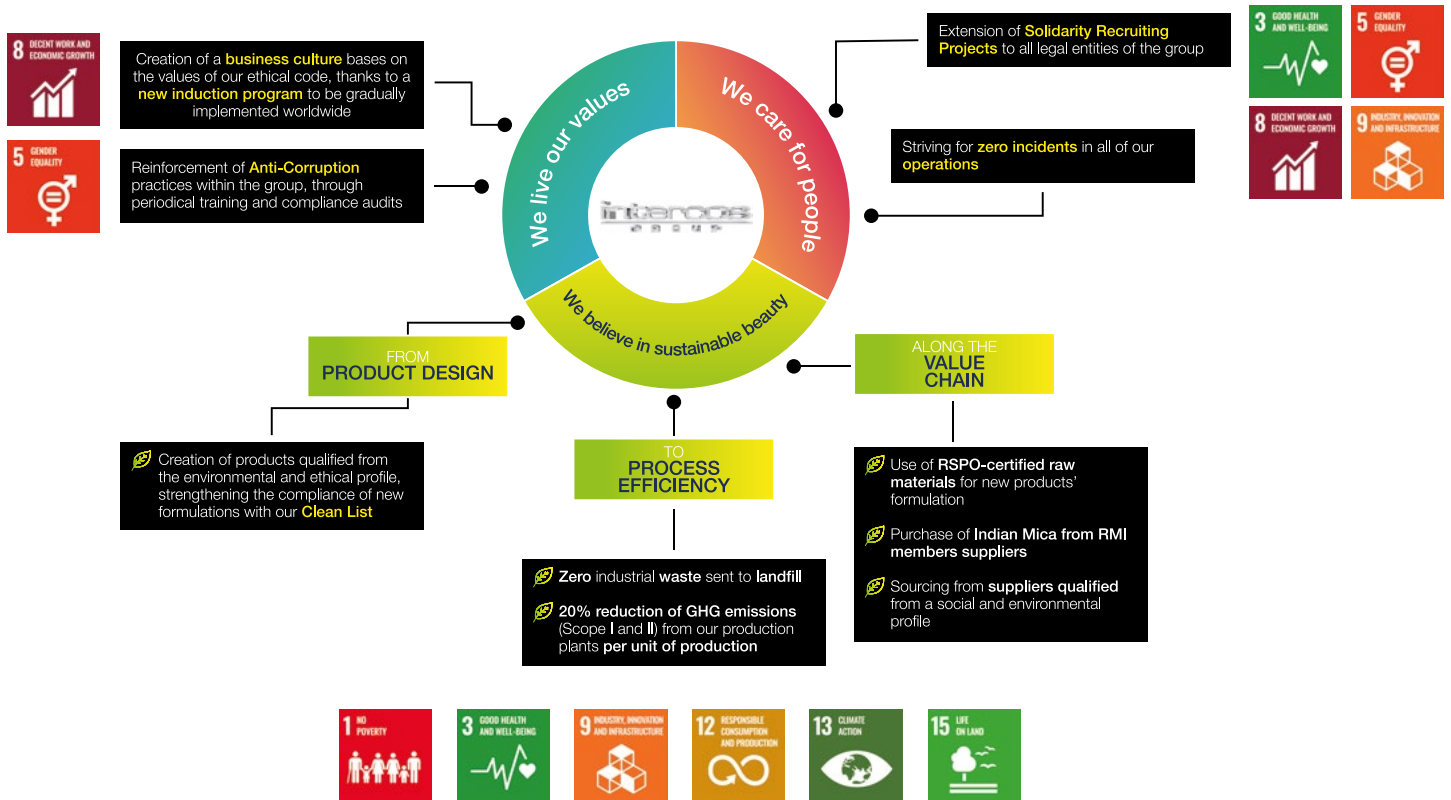 8 DECENT WORK AND
ECONOMIC GROWTH
Creation of a business culture bases on
the values of our ethical code, thanks to a
new induction program to be gradually
implemented worldwide
5 GENDER
EQUALITY
Reinforcement of Anti-Corruption
practices within the group, through
periodical training and compliance audits
We live our values
We care for people
We believe in sustainable beauty
intercos
GROUP
Extension of Solidarity Recruiting
Projects to all legal entities of the group
Striving for zero incidents in all of our
operations
3 GOOD HEALTH
AND WELL-BEING
5 GENDER
EQUALITY
8 DECENT WORK AND
ECONOMIC GROWTH
9 INDUSTRY, INNOVATION
AND INFRASTRUCTURE
FROM
PRODUCT DESIGN
Creation of products qualified from
the environmental and ethical profile,
strengthening the compliance of new
formulations with our Clean List
TO
PROCESS
EFFICIENCY
Zero industrial waste sent to landfill
20% reduction of GHG emissions
(Scope I and II) from our production
plants per unit of production
ALONG THE
VALUE
CHAIN
Use of RSPO-certified raw
materials for new products'
formulation
Purchase of Indian Mica from RMI
members suppliers
Sourcing from suppliers qualified
from a social and environmental
profile
1 NO
POVERTY
3 GOOD HEALTH
AND WELL-BEING
9 INDUSTRY, INNOVATION
AND INFRASTRUCTURE
12 RESPONSIBLE
CONSUMPTION
AND PRODUCTION
13 CLIMATE
ACTION
15 LIFE
ON LAND